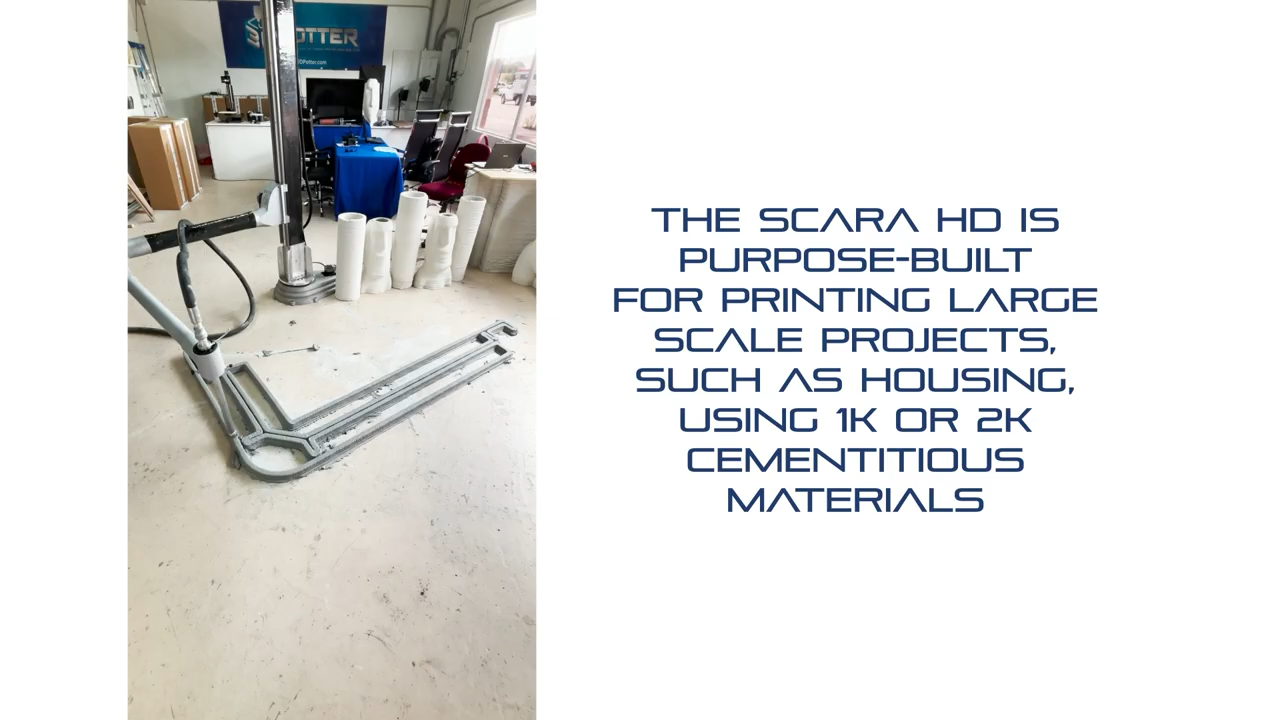 POTTER
THE SCARA HD IS
PURPOSE-BUILT
FOR PRINTING LARGE
SCALE PROJECTS,
SUCH AS HOUSING,
USING 1K OR 2K
CEMENTITIOUS
MATERIALS